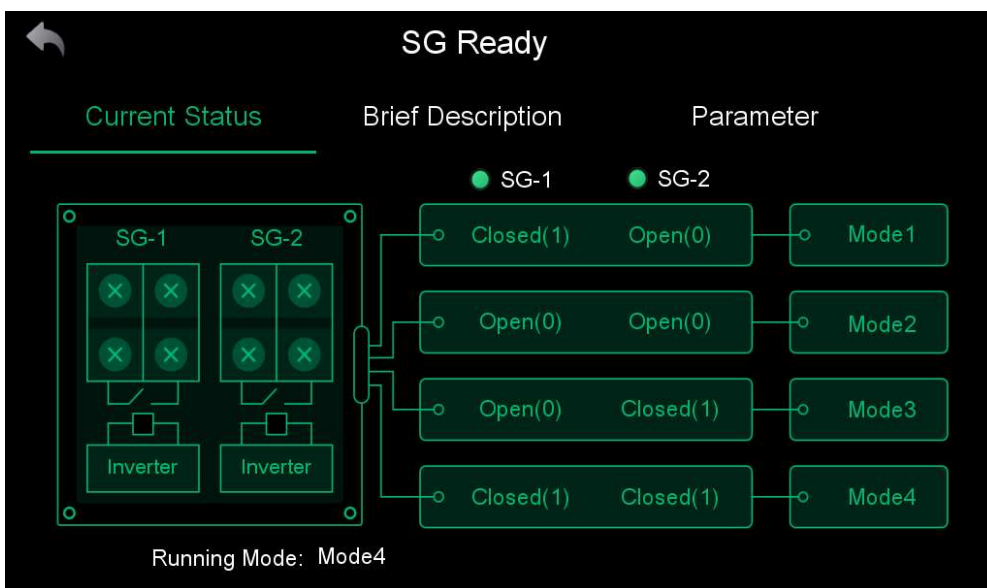 SG Ready
Current Status Brief Description Parameter
SG-1 SG-2
SG-1 SG-2
Closed(1) Open(0) Mode1
Open(0) Open(0) Mode2
Open(0) Closed(1) Mode3
Inverter Inverter
Closed(1) Closed(1) Mode4
Running Mode: Mode4